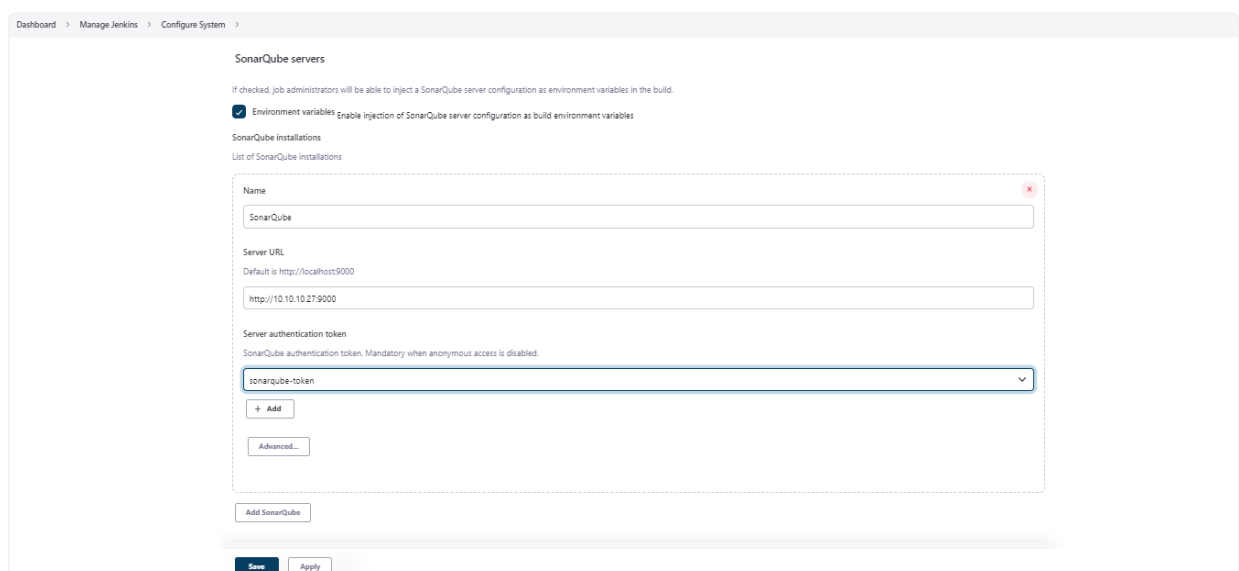 Dashboard > Manage Jenkins > Configure System >
SonarQube servers
If checked, job administrators will be able to inject a SonarQube server configuration as environment variables in the build.
Environment variables Enable injection of SonarQube server configuration as build environment variables
SonarQube installations
List of SonarQube installations
Name
SonarQube
Server URL
Default is http://localhost:9000
http://10.10.10.27:9000
Server authentication token
SonarQube authentication token. Mandatory when anonymous access is disabled.
sonarqube-token
+ Add
Advanced...
Add SonarQube
Save Apply